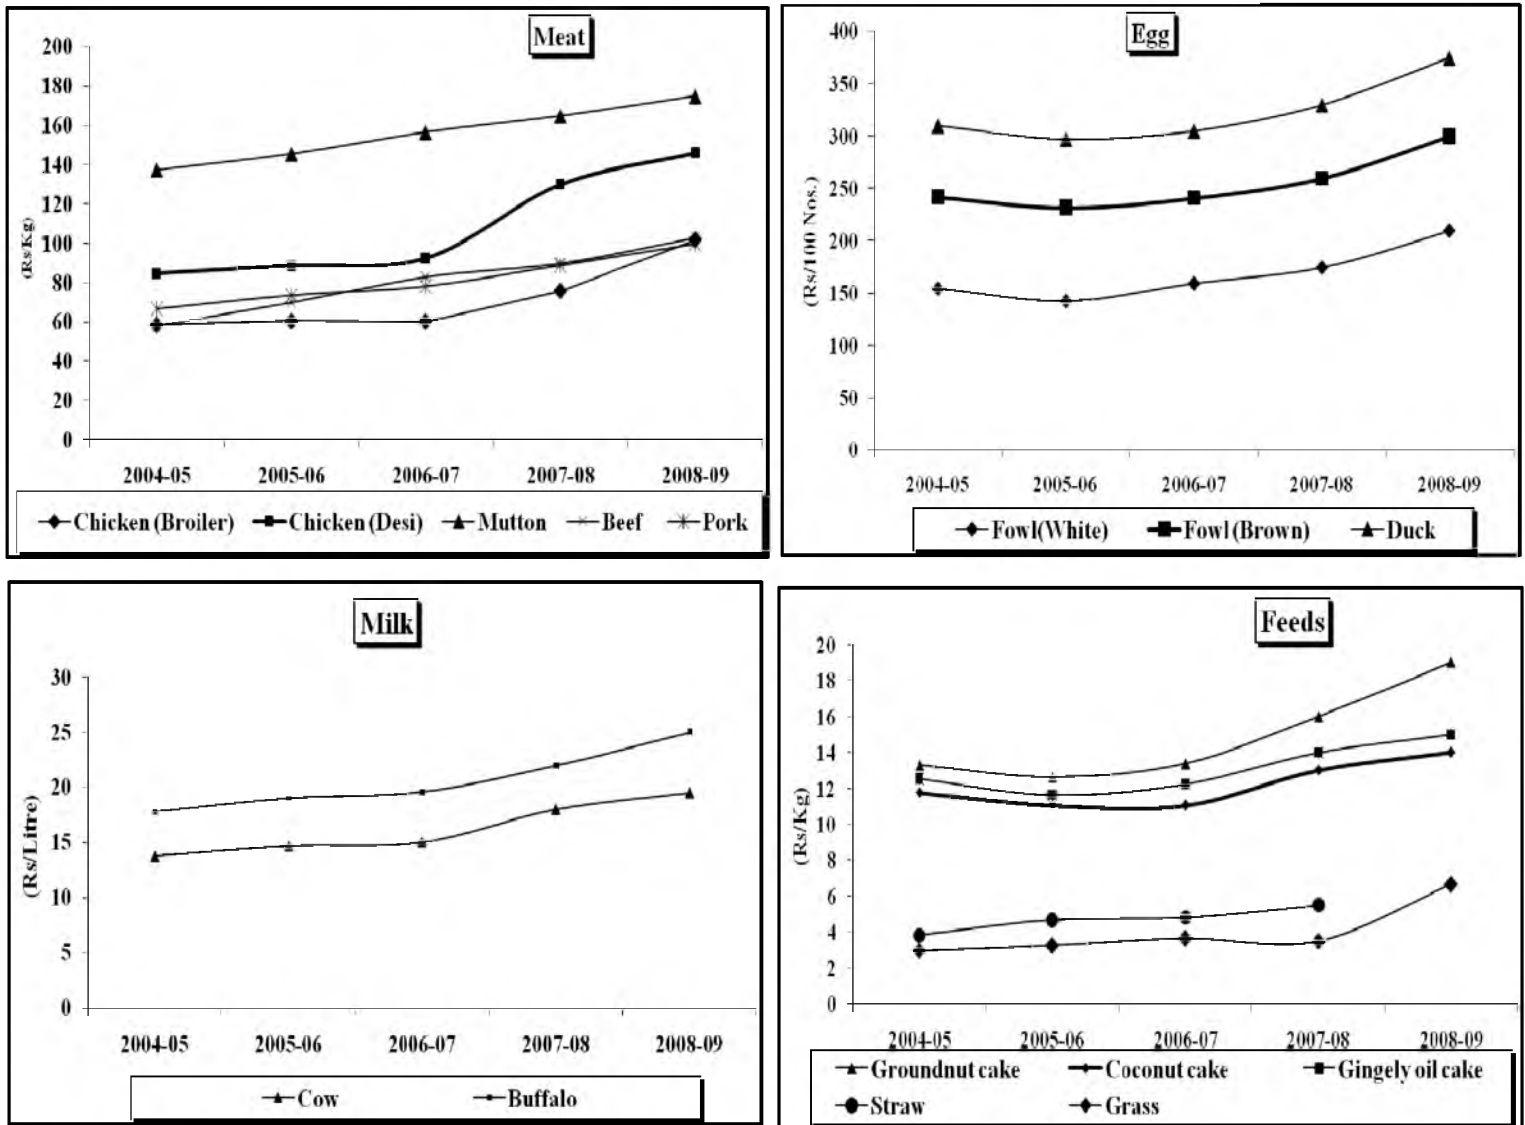 Meat
200
180
160
140
120
100
80
60
40
20
0
(Rs/Kg)
2004-05 2005-06 2006-07 2007-08 2008-09
Chicken (Broiler) Chicken (Desi) Mutton Beef Pork
Egg
400
350
300
250
200
150
100
50
0
(Rs/100 Nos.)
2004-05 2005-06 2006-07 2007-08 2008-09
Fowl(White) Fowl (Brown) Duck
Milk
30
25
20
15
10
5
0
(Rs/Litre)
2004-05 2005-06 2006-07 2007-08 2008-09
Cow Buffalo
Feeds
20
18
16
14
12
10
8
6
4
2
0
(Rs/Kg)
2004-05 2005-06 2006-07 2007-08 2008-09
Groundnut cake Coconut cake Gingely oil cake
Straw Grass